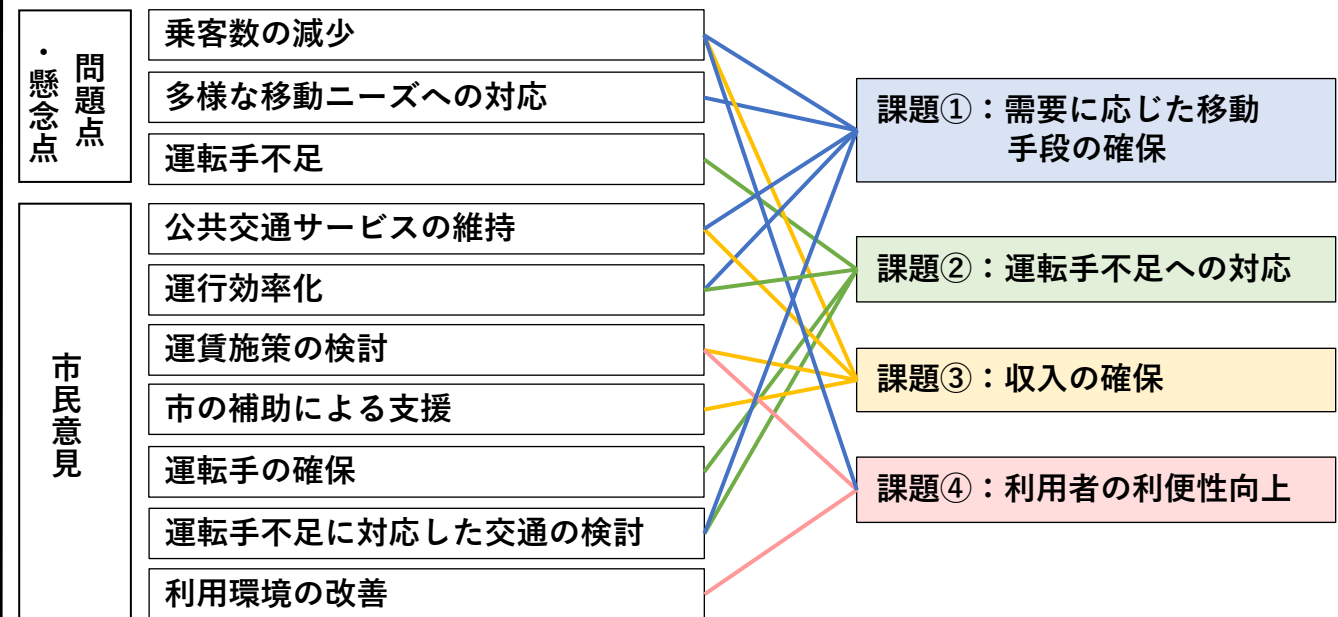 問題点
・懸念点
乗客数の減少
多様な移動ニーズへの対応
運転手不足
市民意見
公共交通サービスの維持
運行効率化
運賃施策の検討
市の補助による支援
運転手の確保
運転手不足に対応した交通の検討
利用環境の改善
課題①：需要に応じた移動
手段の確保
課題②：運転手不足への対応
課題③：収入の確保
課題④：利用者の利便性向上